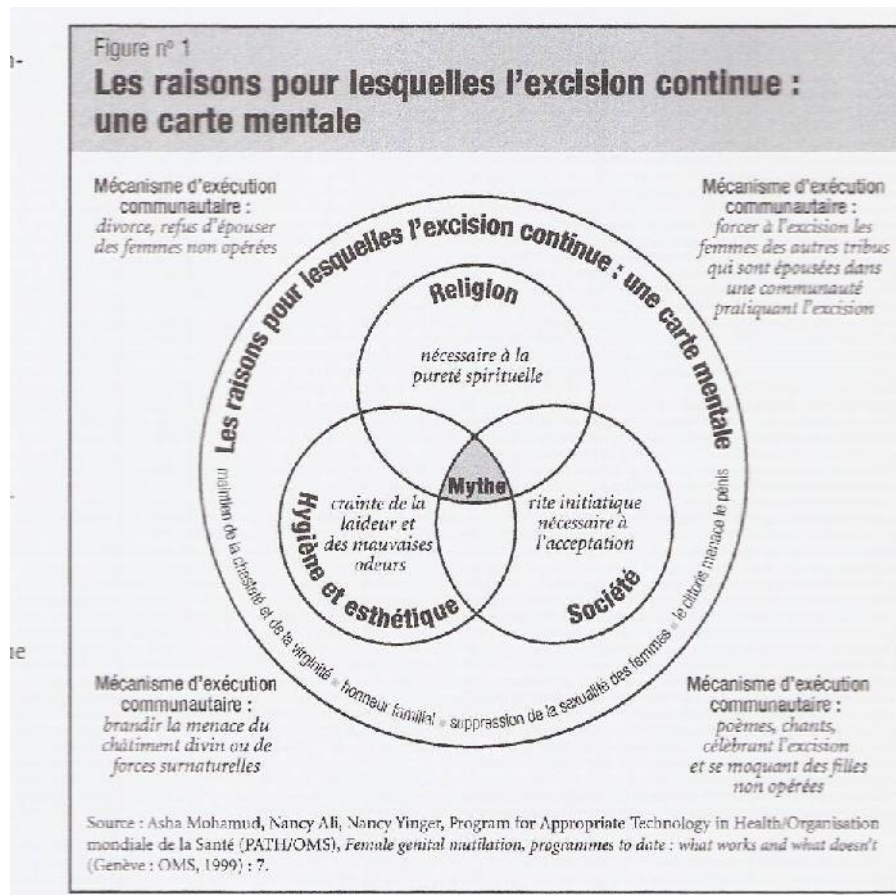 Figure nº 1
Les raisons pour lesquelles l'excision continue :
une carte mentale
Mécanisme d'exécution
communautaire :
divorce, refus d'épouser
des femmes non opérées
Mécanisme d'exécution
communautaire :
forcer à l'excision les
femmes des autres tribus
qui sont épousées dans
une communauté
pratiquant l'excision
Les raisons pour lesquelles l'excision continue : une carte mentale
Religion
nécessaire à la
pureté spirituelle
Mythe
Hygiène et esthétique
crainte de la
laideur et
des mauvaises
odeurs
rite initiatique
nécessaire à
l'acceptation
Société
maintien de la chasteté et de la virginité • honneur familial • suppression de la sexualité des femmes • le clitoris menace le pénis
Mécanisme d'exécution
communautaire :
brandir la menace du
châtiment divin ou de
forces surnaturelles
Mécanisme d'exécution
communautaire :
poèmes, chants,
célébrant l'excision
et se moquant des filles
non opérées
Source : Asha Mohamud, Nancy Ali, Nancy Yinger, Program for Appropriate Technology in Health/Organisation
mondiale de la Santé (PATH/OMS), Female genital mutilation, programmes to date : what works and what doesn't
(Genève : OMS, 1999) : 7.